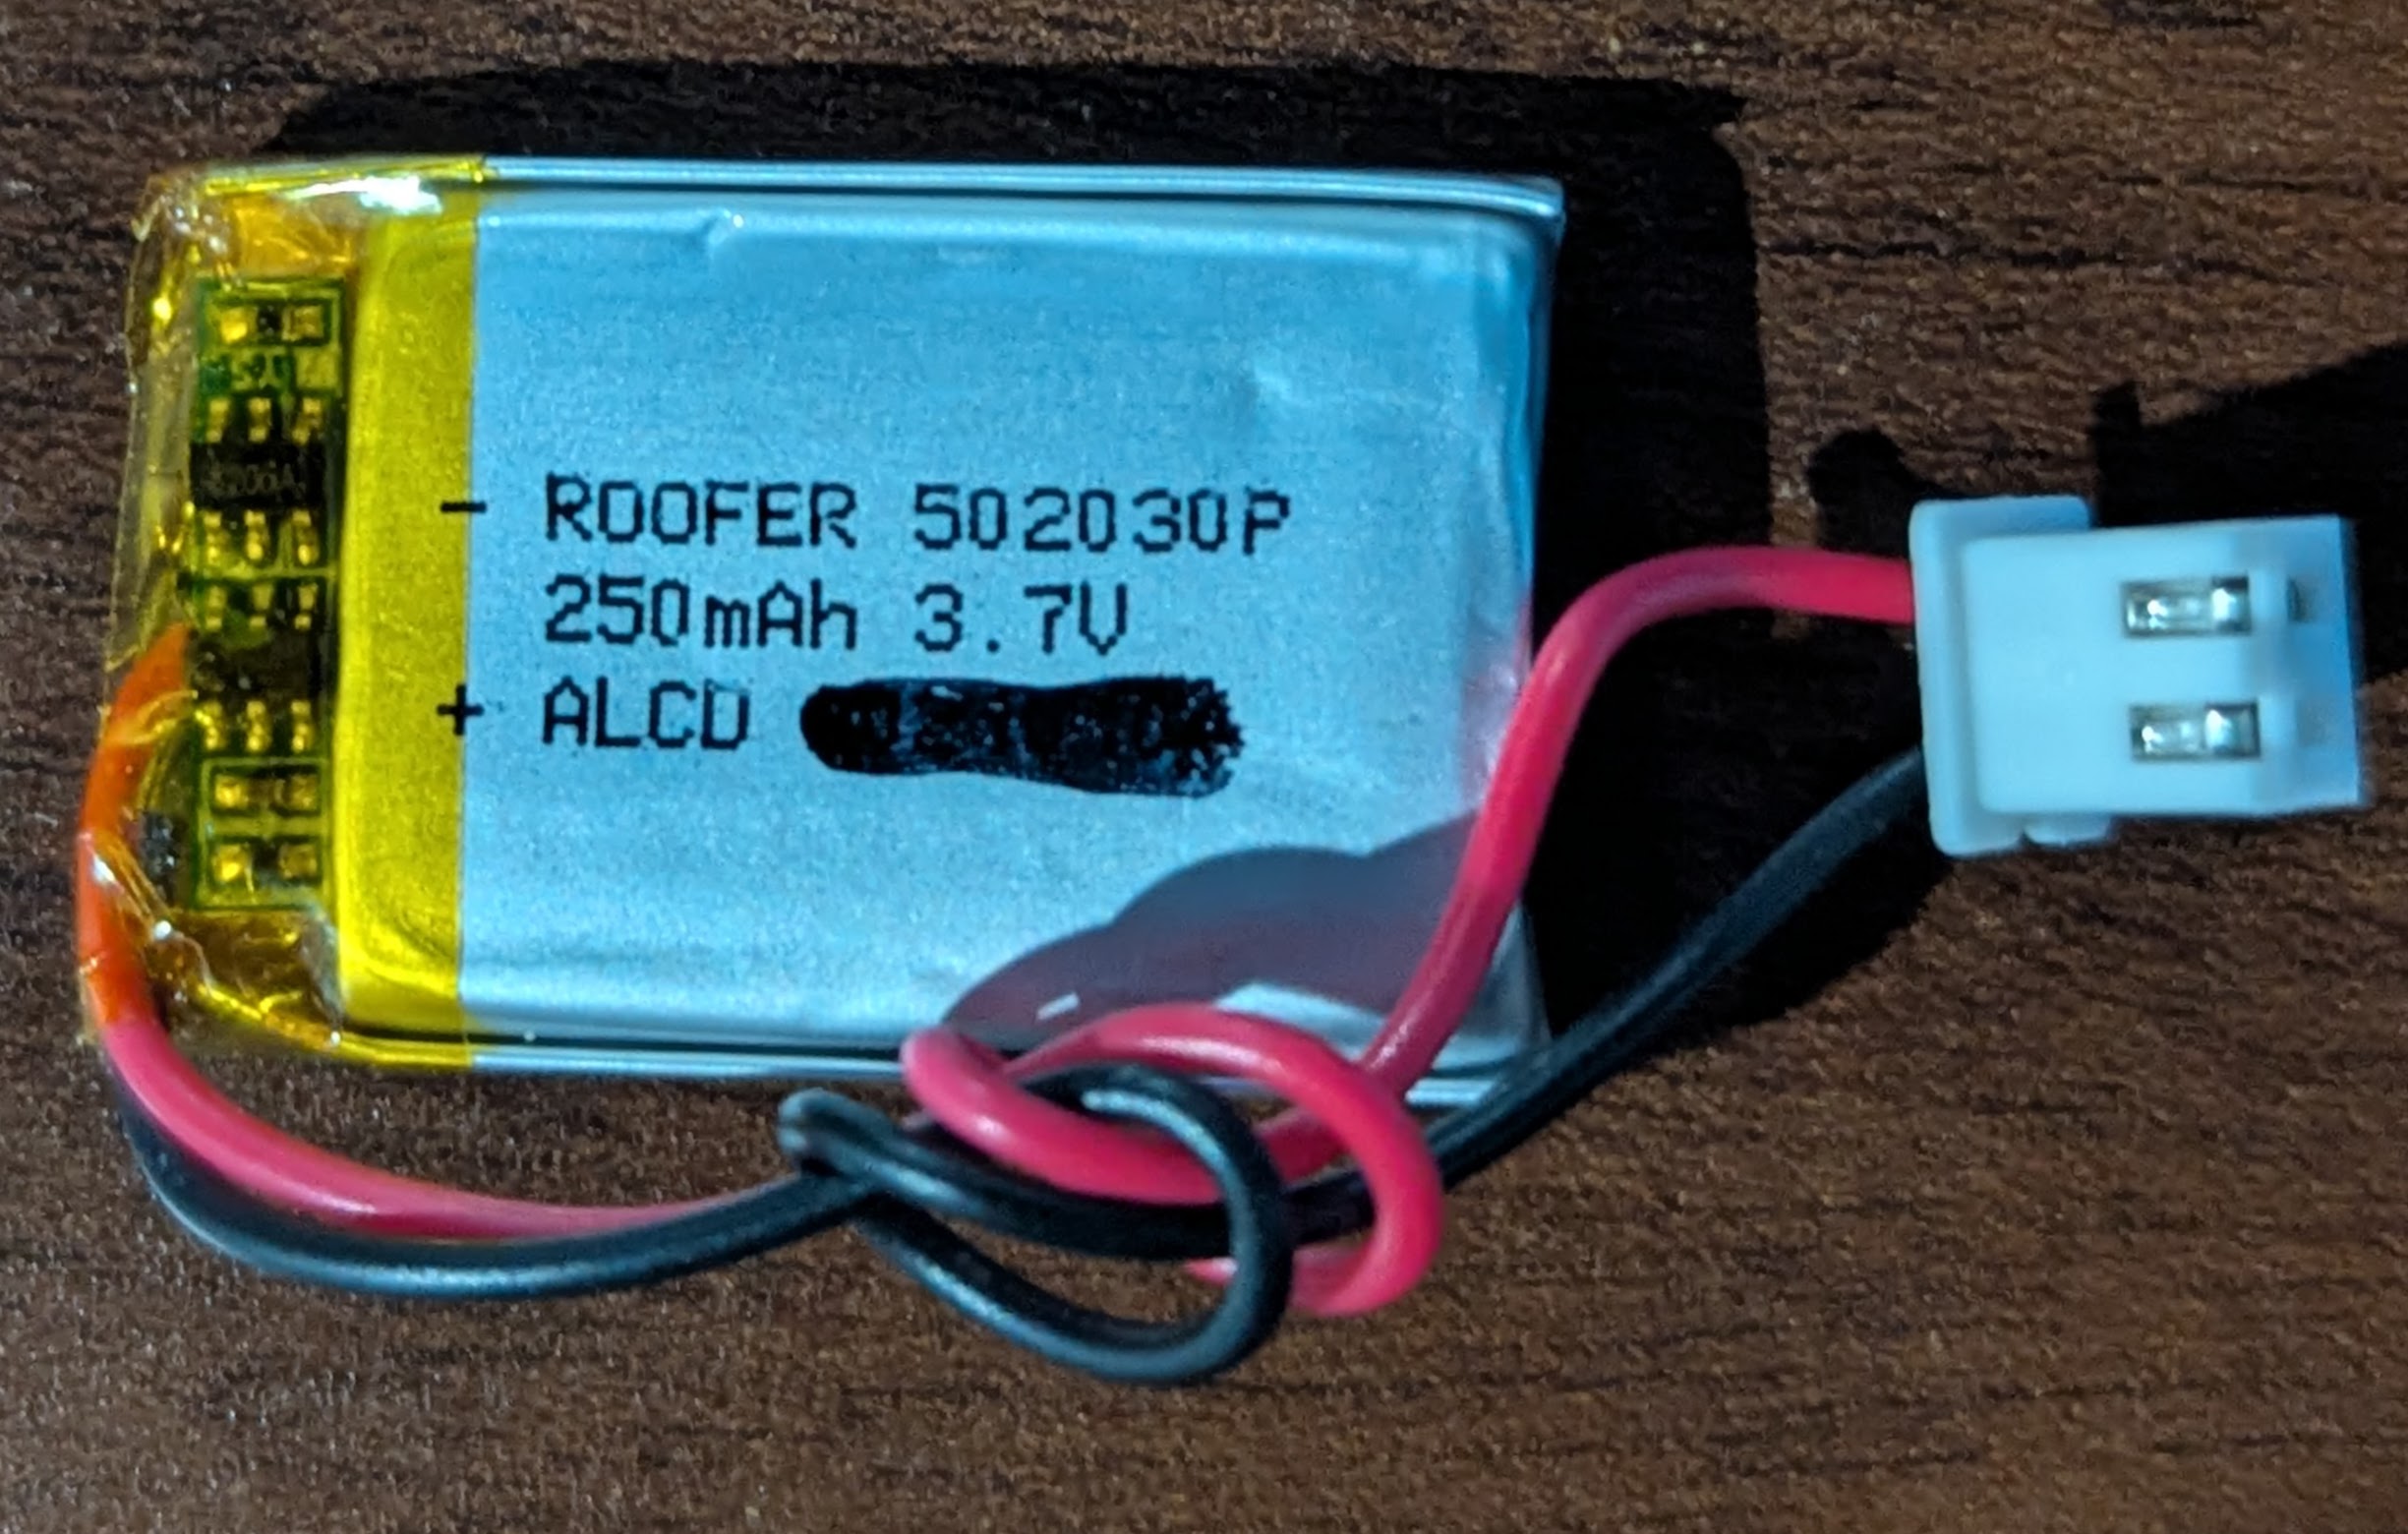 - ROOFER 502030P
250mAh 3.7V
+ ALCD